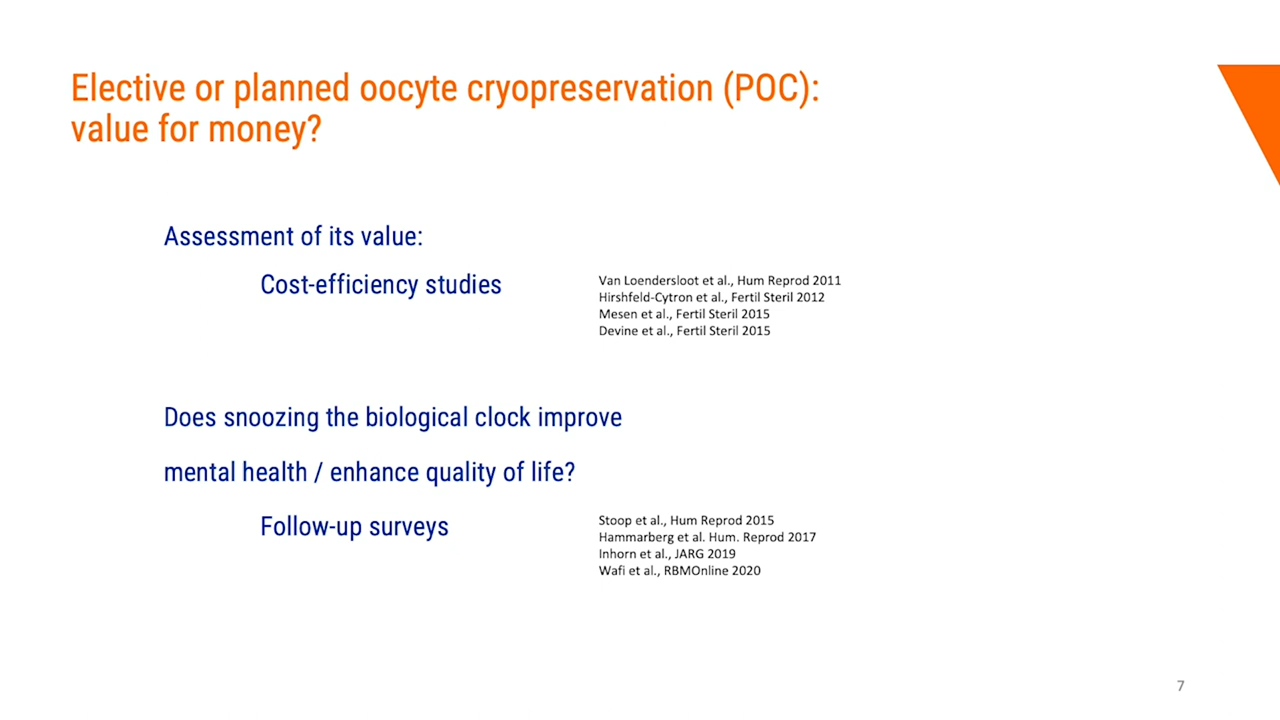 Elective or planned oocyte cryopreservation (POC):
value for money?
Assessment of its value:
Cost-efficiency studies
Van Loendersloot et al., Hum Reprod 2011
Hirshfeld-Cytron et al., Fertil Steril 2012
Mesen et al., Fertil Steril 2015
Devine et al., Fertil Steril 2015
Does snoozing the biological clock improve
mental health / enhance quality of life?
Follow-up surveys
Stoop et al., Hum Reprod 2015
Hammarberg et al. Hum. Reprod 2017
Inhorn et al., JARG 2019
Wafi et al., RBMOnline 2020
7